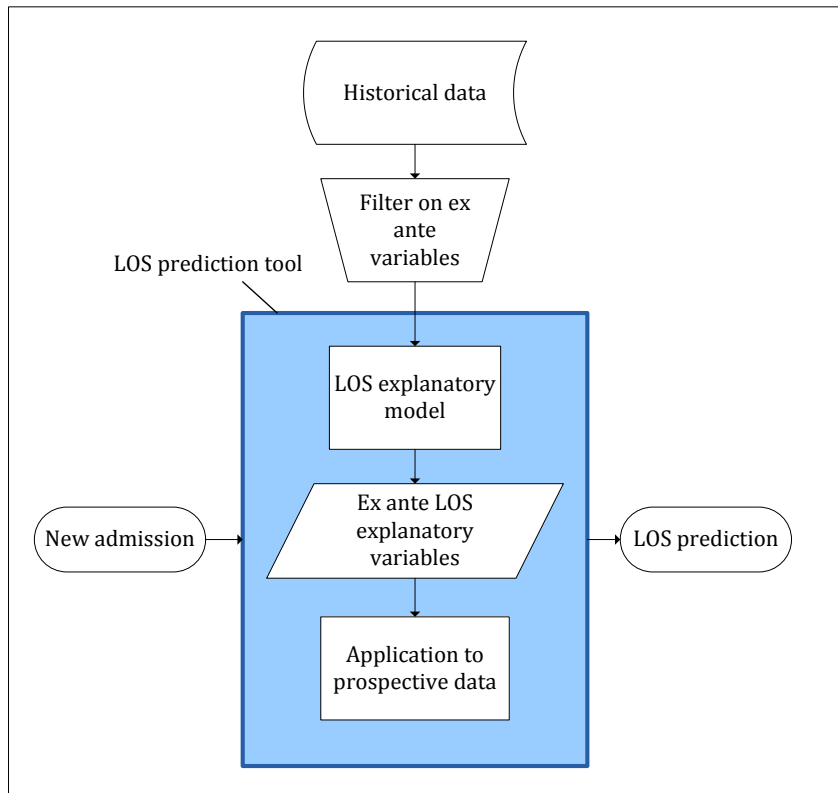 Historical data
Filter on ex
ante
variables
LOS prediction tool
LOS explanatory
model
Ex ante LOS
explanatory
variables
New admission
LOS prediction
Application to
prospective data